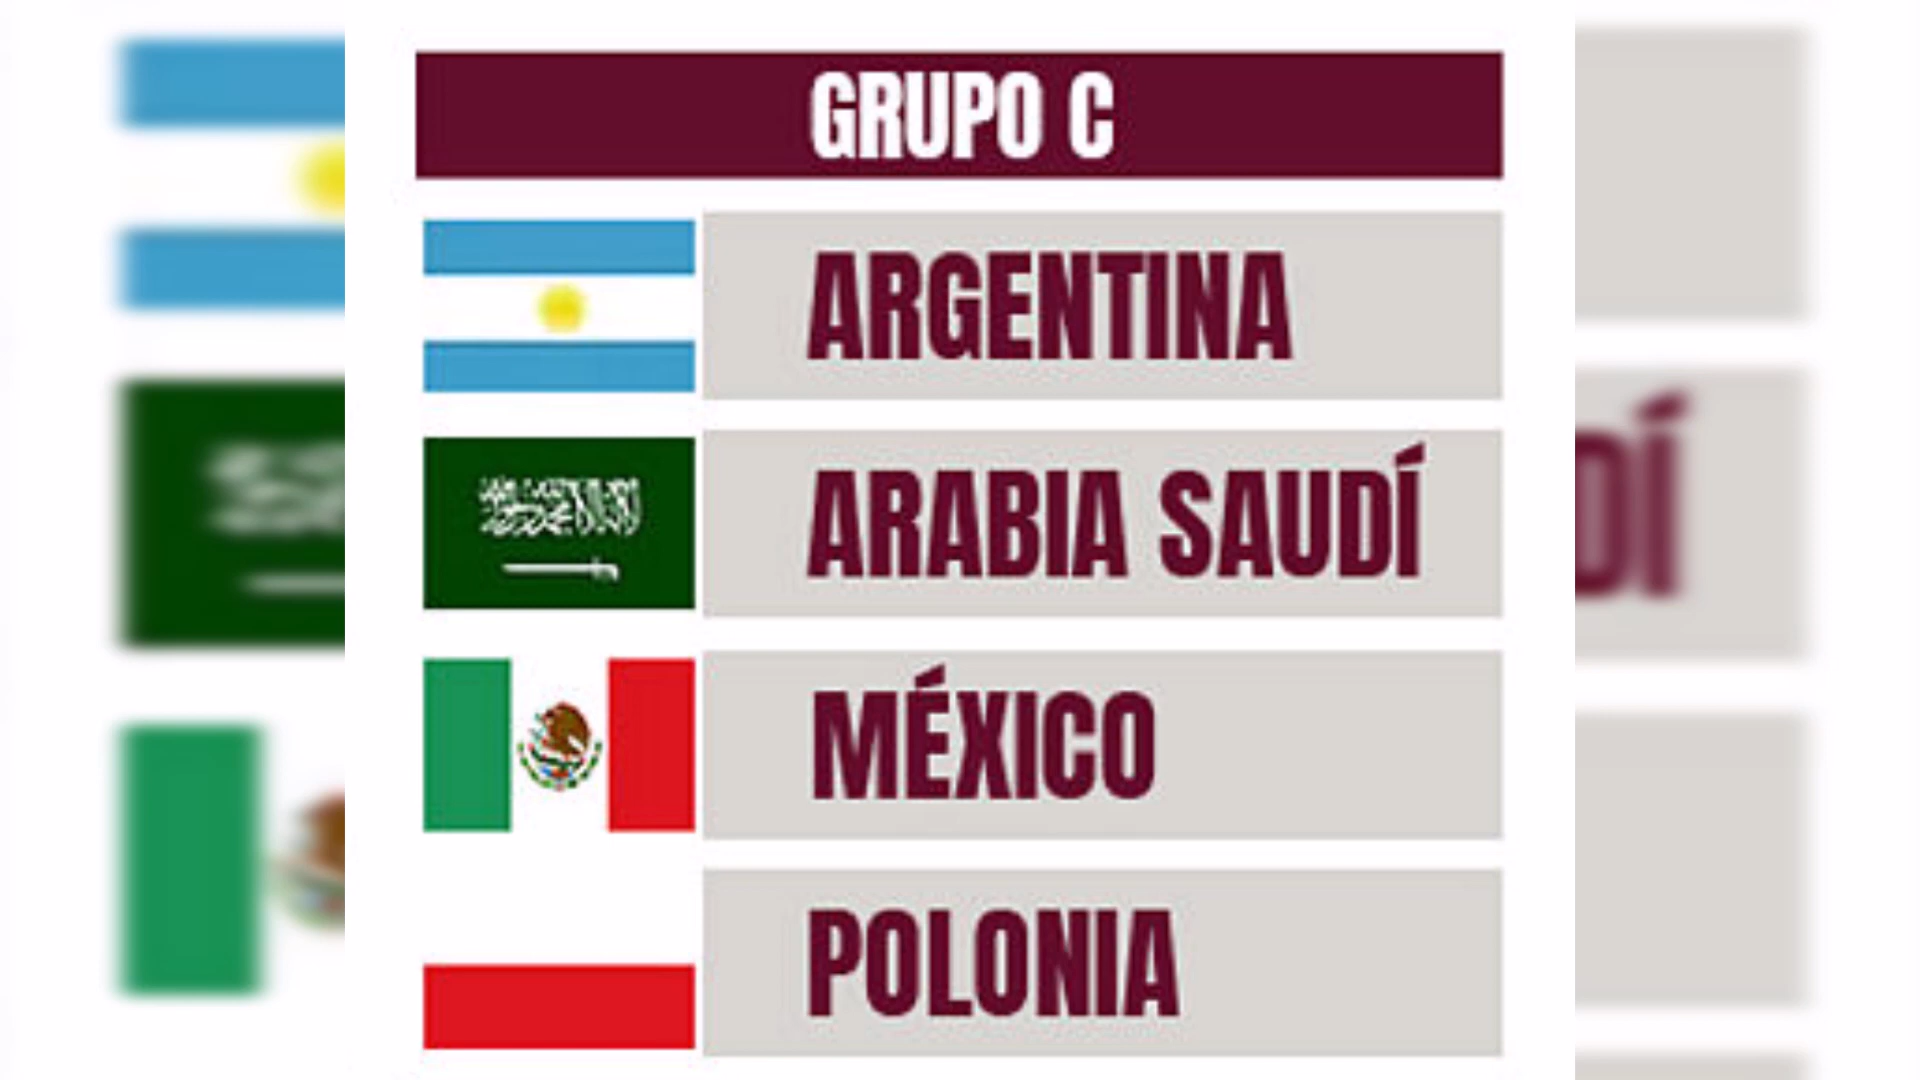 GRUPO C
ARGENTINA
ARABIA SAUDÍ
MÉXICO
POLONIA